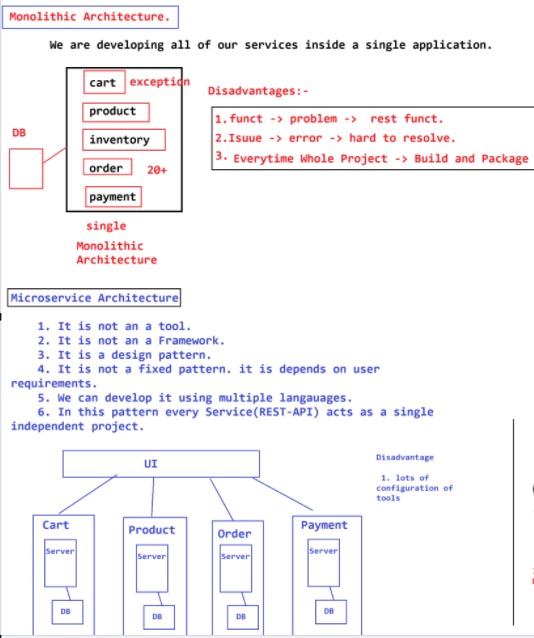 Monolithic Architecture.
We are developing all of our services inside a single application.
cart exception
Disadvantages:-
product
1.funct -> problem -> rest funct.
DB
inventory
2.Isuue -> error -> hard to resolve.
3. Everytime Whole Project -> Build and Package
order 20+
payment
single
Monolithic
Architecture
Microservice Architecture
1. It is not an a tool.
2. It is not an a Framework.
3. It is a design pattern.
4. It is not a fixed pattern. it is depends on user
requirements.
5. We can develop it using multiple langauages.
6. In this pattern every Service(REST-API) acts as a single
independent project.
UI
Disadvantage
1. lots of
configuration of
tools
Cart Product Order Payment
Server Server Server Server
DB DB DB DB